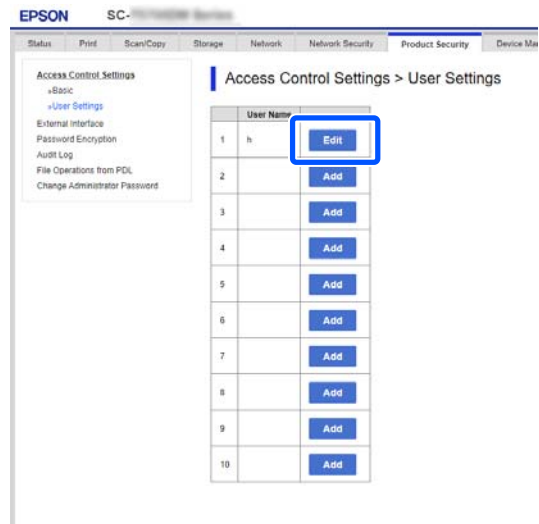 EPSON SC-
Status Print Scan/Copy Storage Network Network Security Product Security Device Ma
Access Control Settings
»Basic
»User Settings
External Interface
Password Encryption
Audit Log
File Operations from PDL
Change Administrator Password
Access Control Settings > User Settings
User Name
1 h Edit
2 Add
3 Add
4 Add
5 Add
6 Add
7 Add
8 Add
9 Add
10 Add